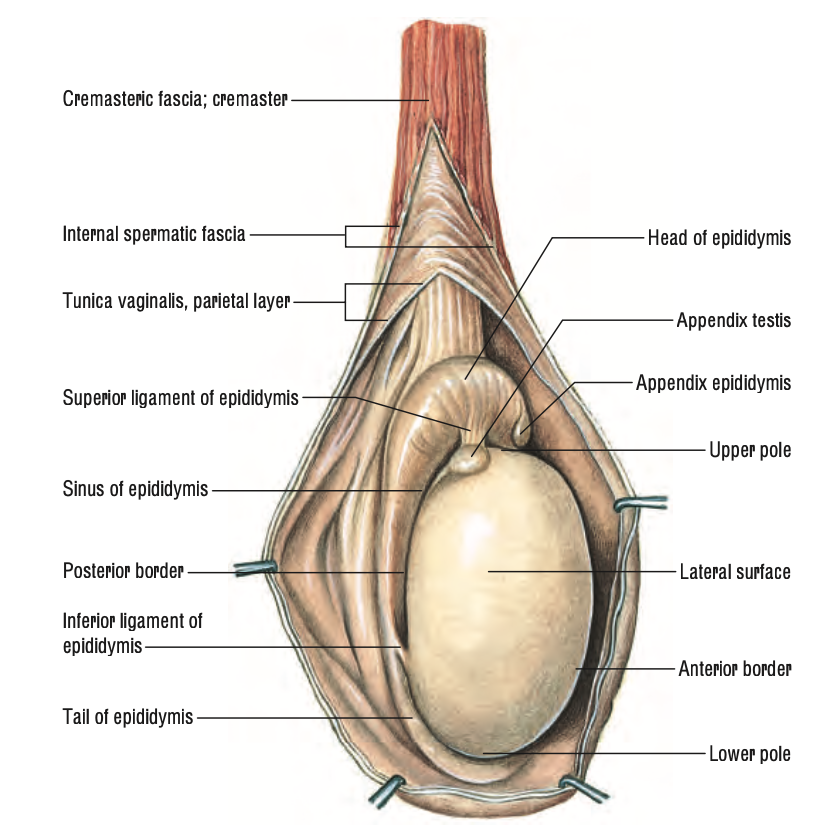 Cremasteric fascia; cremaster
Internal spermatic fascia
Tunica vaginalis, parietal layer
Superior ligament of epididymis
Sinus of epididymis
Posterior border
Inferior ligament of
epididymis
Tail of epididymis
Head of epididymis
Appendix testis
Appendix epididymis
Upper pole
Lateral surface
Anterior border
Lower pole